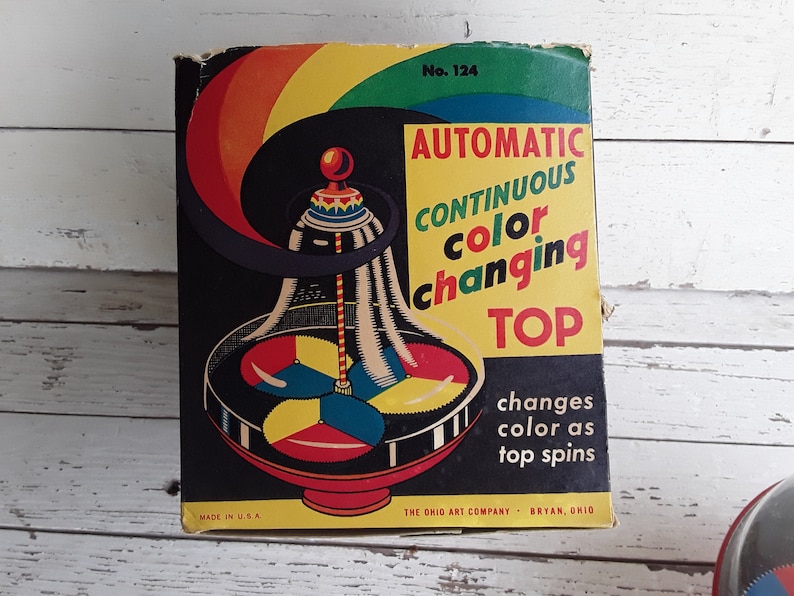 No. 124
AUTOMATIC
CONTINUOUS
color
changing
TOP
changes
color as
top spins
MADE IN U.S.A.
THE OHIO ART COMPANY • BRYAN, OHIO